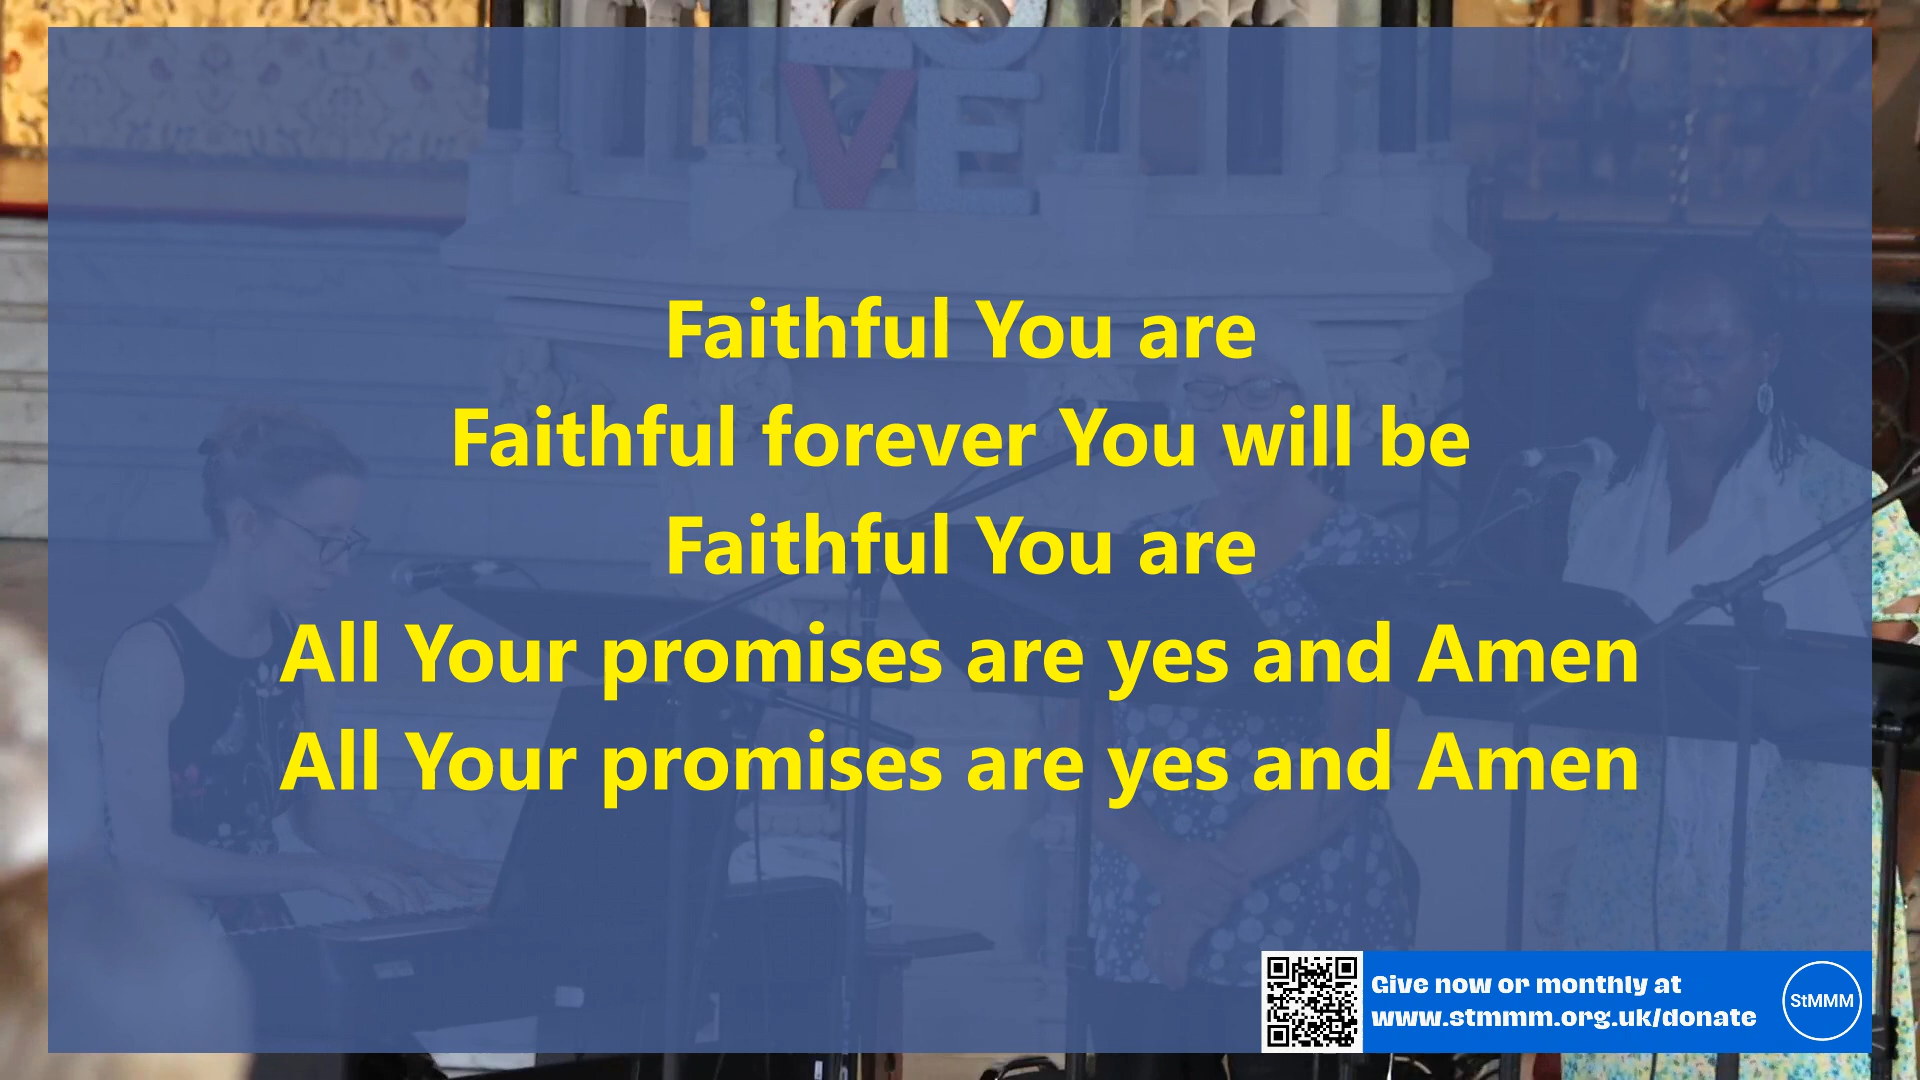 LOVE
Faithful You are
Faithful forever You will be
Faithful You are
All Your promises are yes and Amen
All Your promises are yes and Amen
Give now or monthly at
www.stmmm.org.uk/donate
StMMM